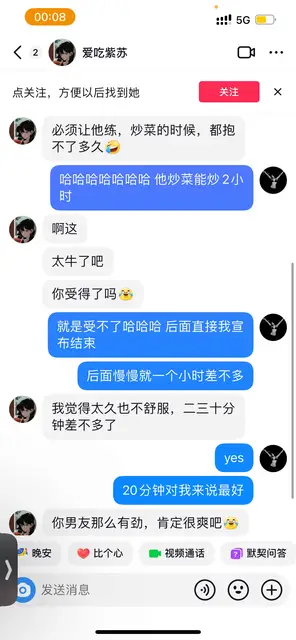 00:08
5G
2
爱吃紫苏
点关注，方便以后找到她
关注
必须让他练，炒菜的时候，都抱
不了多久🤣
哈哈哈哈哈哈哈 他炒菜能炒2小
时
啊这
太牛了吧
你受得了吗😂
就是受不了哈哈哈 后面直接我宣
布结束
后面慢慢就一个小时差不多
我觉得太久也不舒服，二三十分
钟差不多了
yes
20分钟对我来说最好
你男友那么有劲，肯定很爽吧😂
晚安
比个心
视频通话
默契问答
发送消息